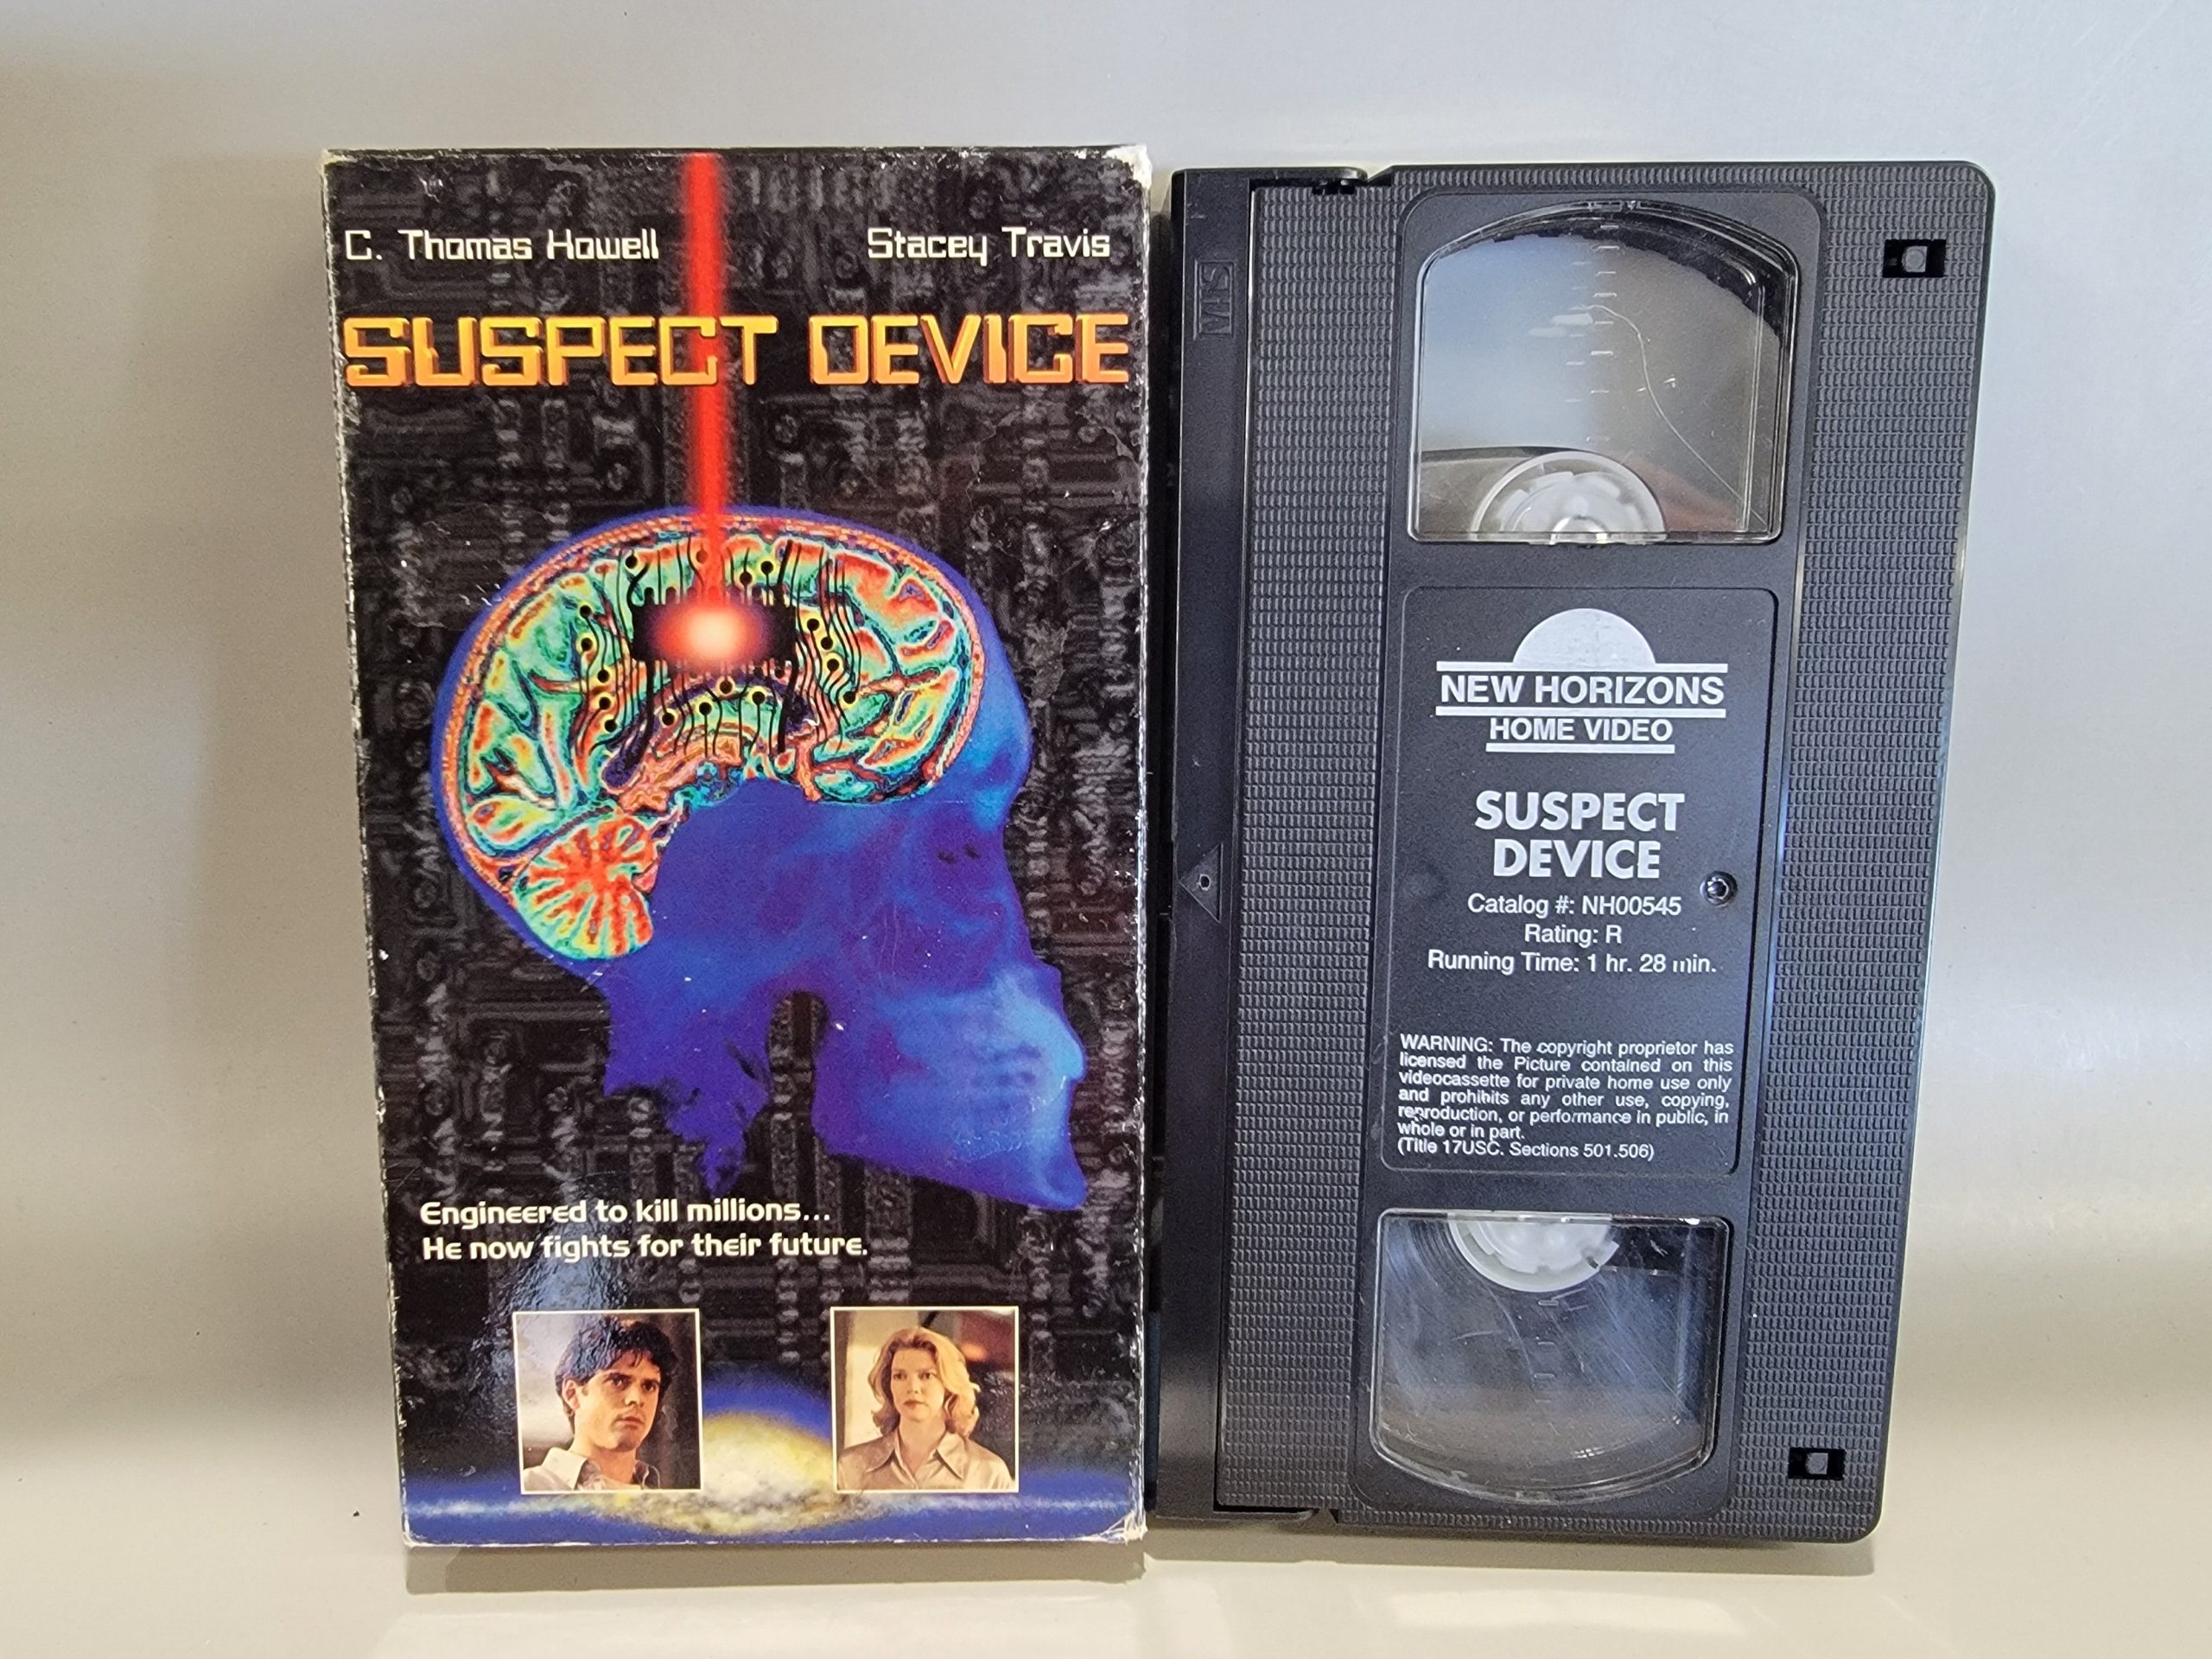 C. Thomas Howell
Stacey Travis
SUSPECT DEVICE
Engineered to kill millions...
He now fights for their future.
VHS
NEW HORIZONS
HOME VIDEO
SUSPECT
DEVICE
Catalog #: NH00545
Rating: R
Running Time: 1 hr. 28 min.
WARNING: The copyright proprietor has
licensed the Picture contained on this
videocassette for private home use only
and prohibits any other use, copying,
reproduction, or performance in public, in
whole or in part.
(Title 17USC. Sections 501.506)